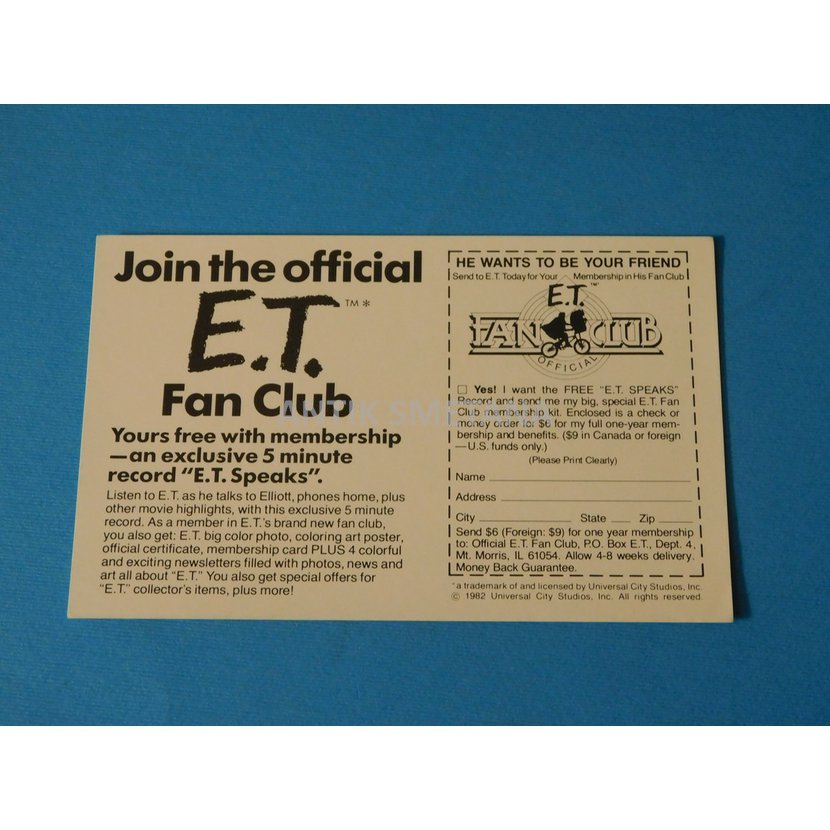 Join the official
E.T.™*
Fan Club
Yours free with membership
—an exclusive 5 minute
record “E.T. Speaks”.
Listen to E.T. as he talks to Elliott, phones home, plus
other movie highlights, with this exclusive 5 minute
record. As a member in E.T.'s brand new fan club,
you also get: E.T. big color photo, coloring art poster,
official certificate, membership card PLUS 4 colorful
and exciting newsletters filled with photos, news and
art all about “E.T.” You also get special offers for
“E.T.” collector's items, plus more!
HE WANTS TO BE YOUR FRIEND
Send to E.T. Today for Your Membership in His Fan Club
E.T.™
FAN CLUB
OFFICIAL
☐ Yes! I want the FREE “E.T. SPEAKS”
Record and send me my big, special E.T. Fan
Club membership kit. Enclosed is a check or
money order for $6 for my full one-year mem-
bership and benefits. ($9 in Canada or foreign
—U.S. funds only.)
(Please Print Clearly)
Name
Address
City State Zip
Send $6 (Foreign: $9) for one year membership
to: Official E.T. Fan Club, P.O. Box E.T., Dept. 4,
Mt. Morris, IL 61054. Allow 4-8 weeks delivery.
Money Back Guarantee.
*a trademark of and licensed by Universal City Studios, Inc.
© 1982 Universal City Studios, Inc. All rights reserved.